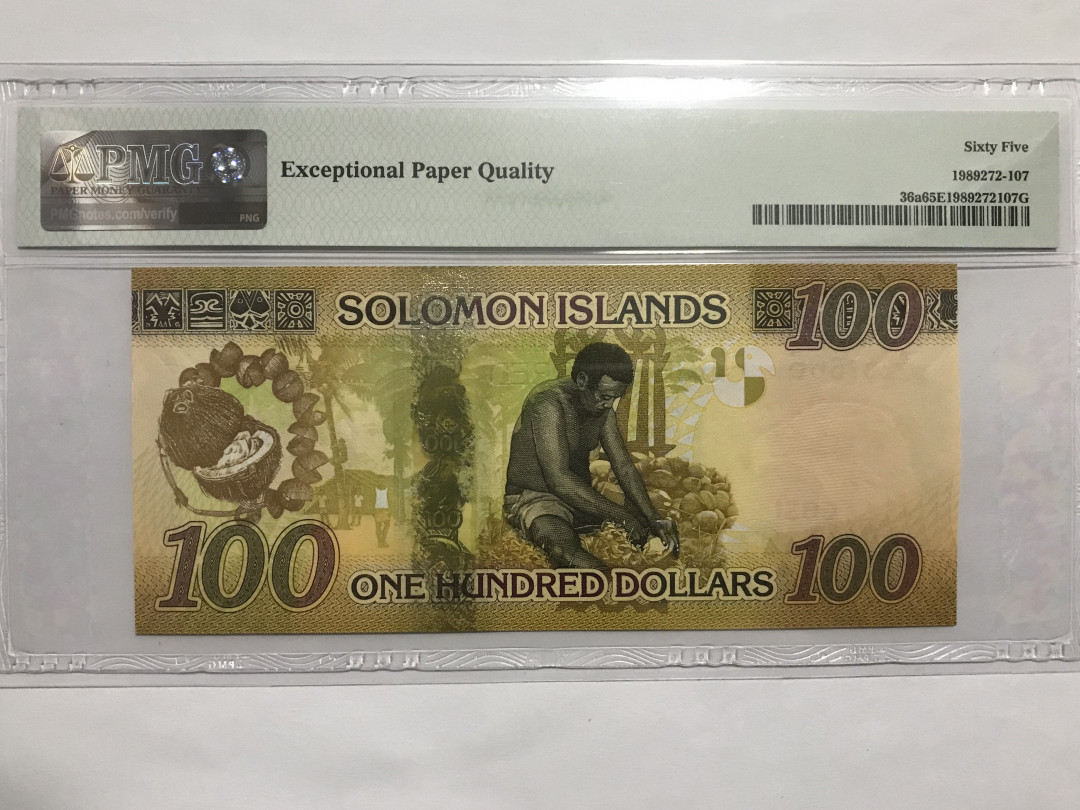 PMG
PAPER MONEY GUARANTY
PMGnotes.com/verify
PNG
Exceptional Paper Quality
Sixty Five
1989272-107
36a65E1989272107G
SOLOMON ISLANDS
100
100
ONE HUNDRED DOLLARS
100